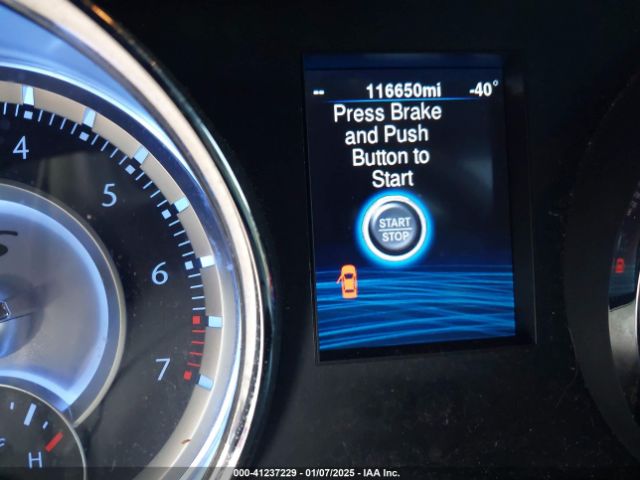 -- 116650mi -40°
Press Brake
and Push
Button to
Start
START
STOP
4
5
6
7
H
000-41237229 - 01/07/2025 - IAA Inc.